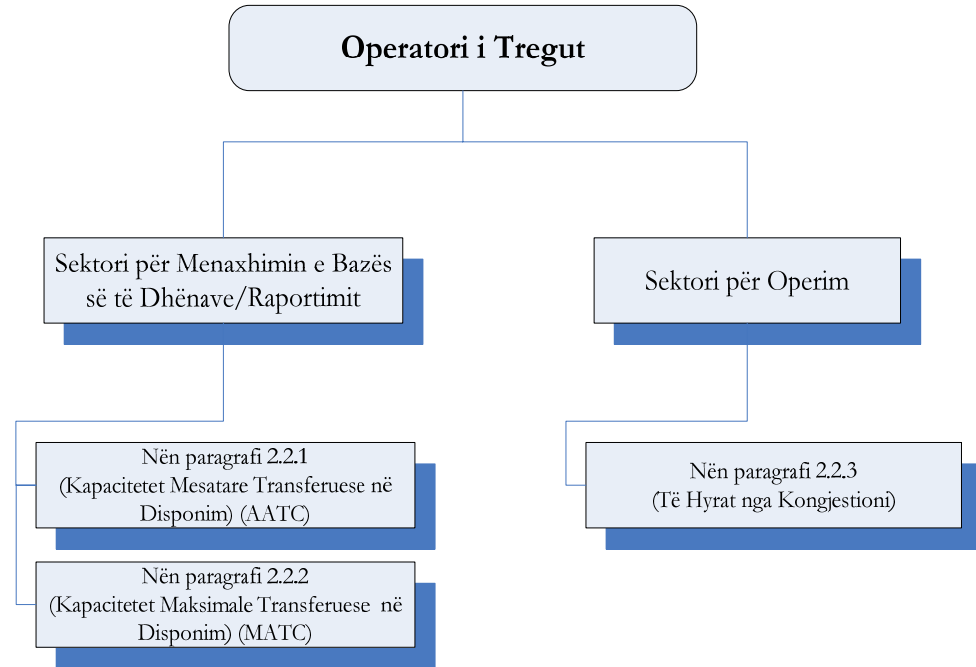 Operatori i Tregut
Sektori për Menaxhimin e Bazës
së të Dhënave/Raportimit
Sektori për Operim
Nën paragrafi 2.2.1
(Kapacitetet Mesatare Transferuese në
Disponim) (AATC)
Nën paragrafi 2.2.2
(Kapacitetet Maksimale Transferuese në
Disponim) (MATC)
Nën paragrafi 2.2.3
(Të Hyrat nga Kongjestioni)